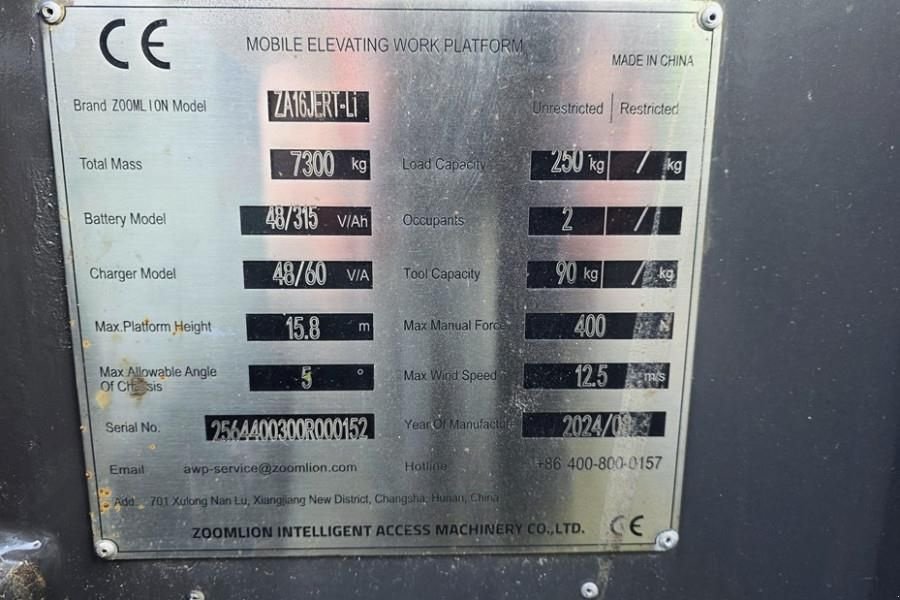 CE MOBILE ELEVATING WORK PLATFORM
MADE IN CHINA
Brand ZOOMLION Model ZA16JERT-Li Unrestricted | Restricted
Total Mass 7300 kg Load Capacity 250 kg / kg
Battery Model 48/315 V/Ah Occupants 2 /
Charger Model 48/60 V/A Tool Capacity 90 kg / kg
Max.Platform Height 15.8 m Max Manual Force 400 N
Max Allowable Angle Of Chassis 5 ° Max Wind Speed 12.5 m/s
Serial No. 2564400300R000152 Year Of Manufacture
Email awp-service@zoomlion.com Hotline +86 400-800-0157
Add. 701 Xulong Nan Lu, Xiangjiang New District, Changsha, Hunan, China
ZOOMLION INTELLIGENT ACCESS MACHINERY CO.,LTD. CE